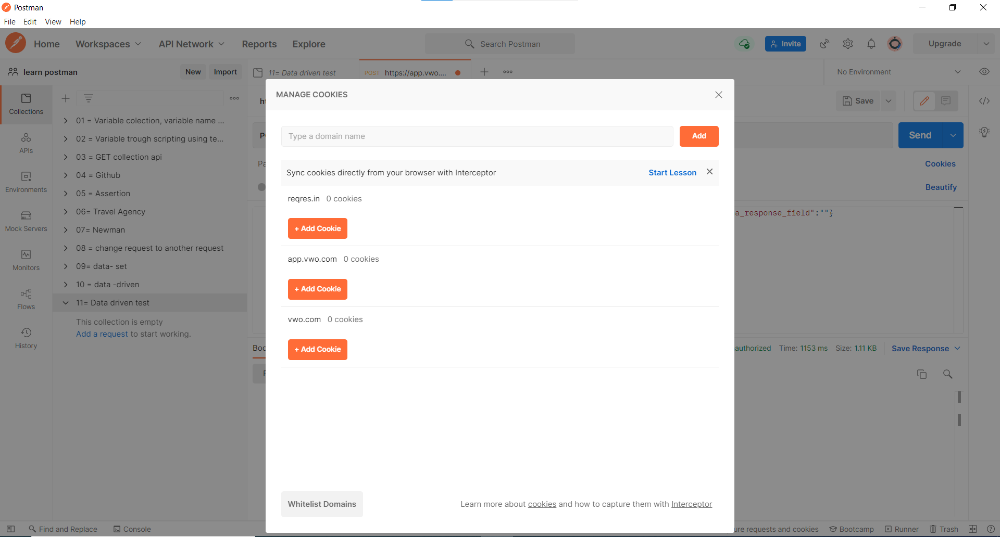 Postman
File Edit View Help
Home Workspaces API Network Reports Explore Search Postman Invite Upgrade
learn postman New Import 11= Data driven test POST https://app.vwo.... No Environment
Collections
APIs
Environments
Mock Servers
Monitors
Flows
History
01 = Variable colection, variable name ...
02 = Variable trough scripting using te...
03 = GET collection api
04 = Github
05 = Assertion
06= Travel Agency
07= Newman
08 = change request to another request
09= data- set
10 = data -driven
11= Data driven test
This collection is empty
Add a request to start working.
MANAGE COOKIES
Type a domain name Add
Sync cookies directly from your browser with Interceptor Start Lesson
reqres.in 0 cookies
+ Add Cookie
app.vwo.com 0 cookies
+ Add Cookie
vwo.com 0 cookies
+ Add Cookie
Whitelist Domains Learn more about cookies and how to capture them with Interceptor
Save
Send
Cookies
Beautify
a_response_field":""}
authorized Time: 1153 ms Size: 1.11 KB Save Response
Find and Replace Console ure requests and cookies Bootcamp Runner Trash